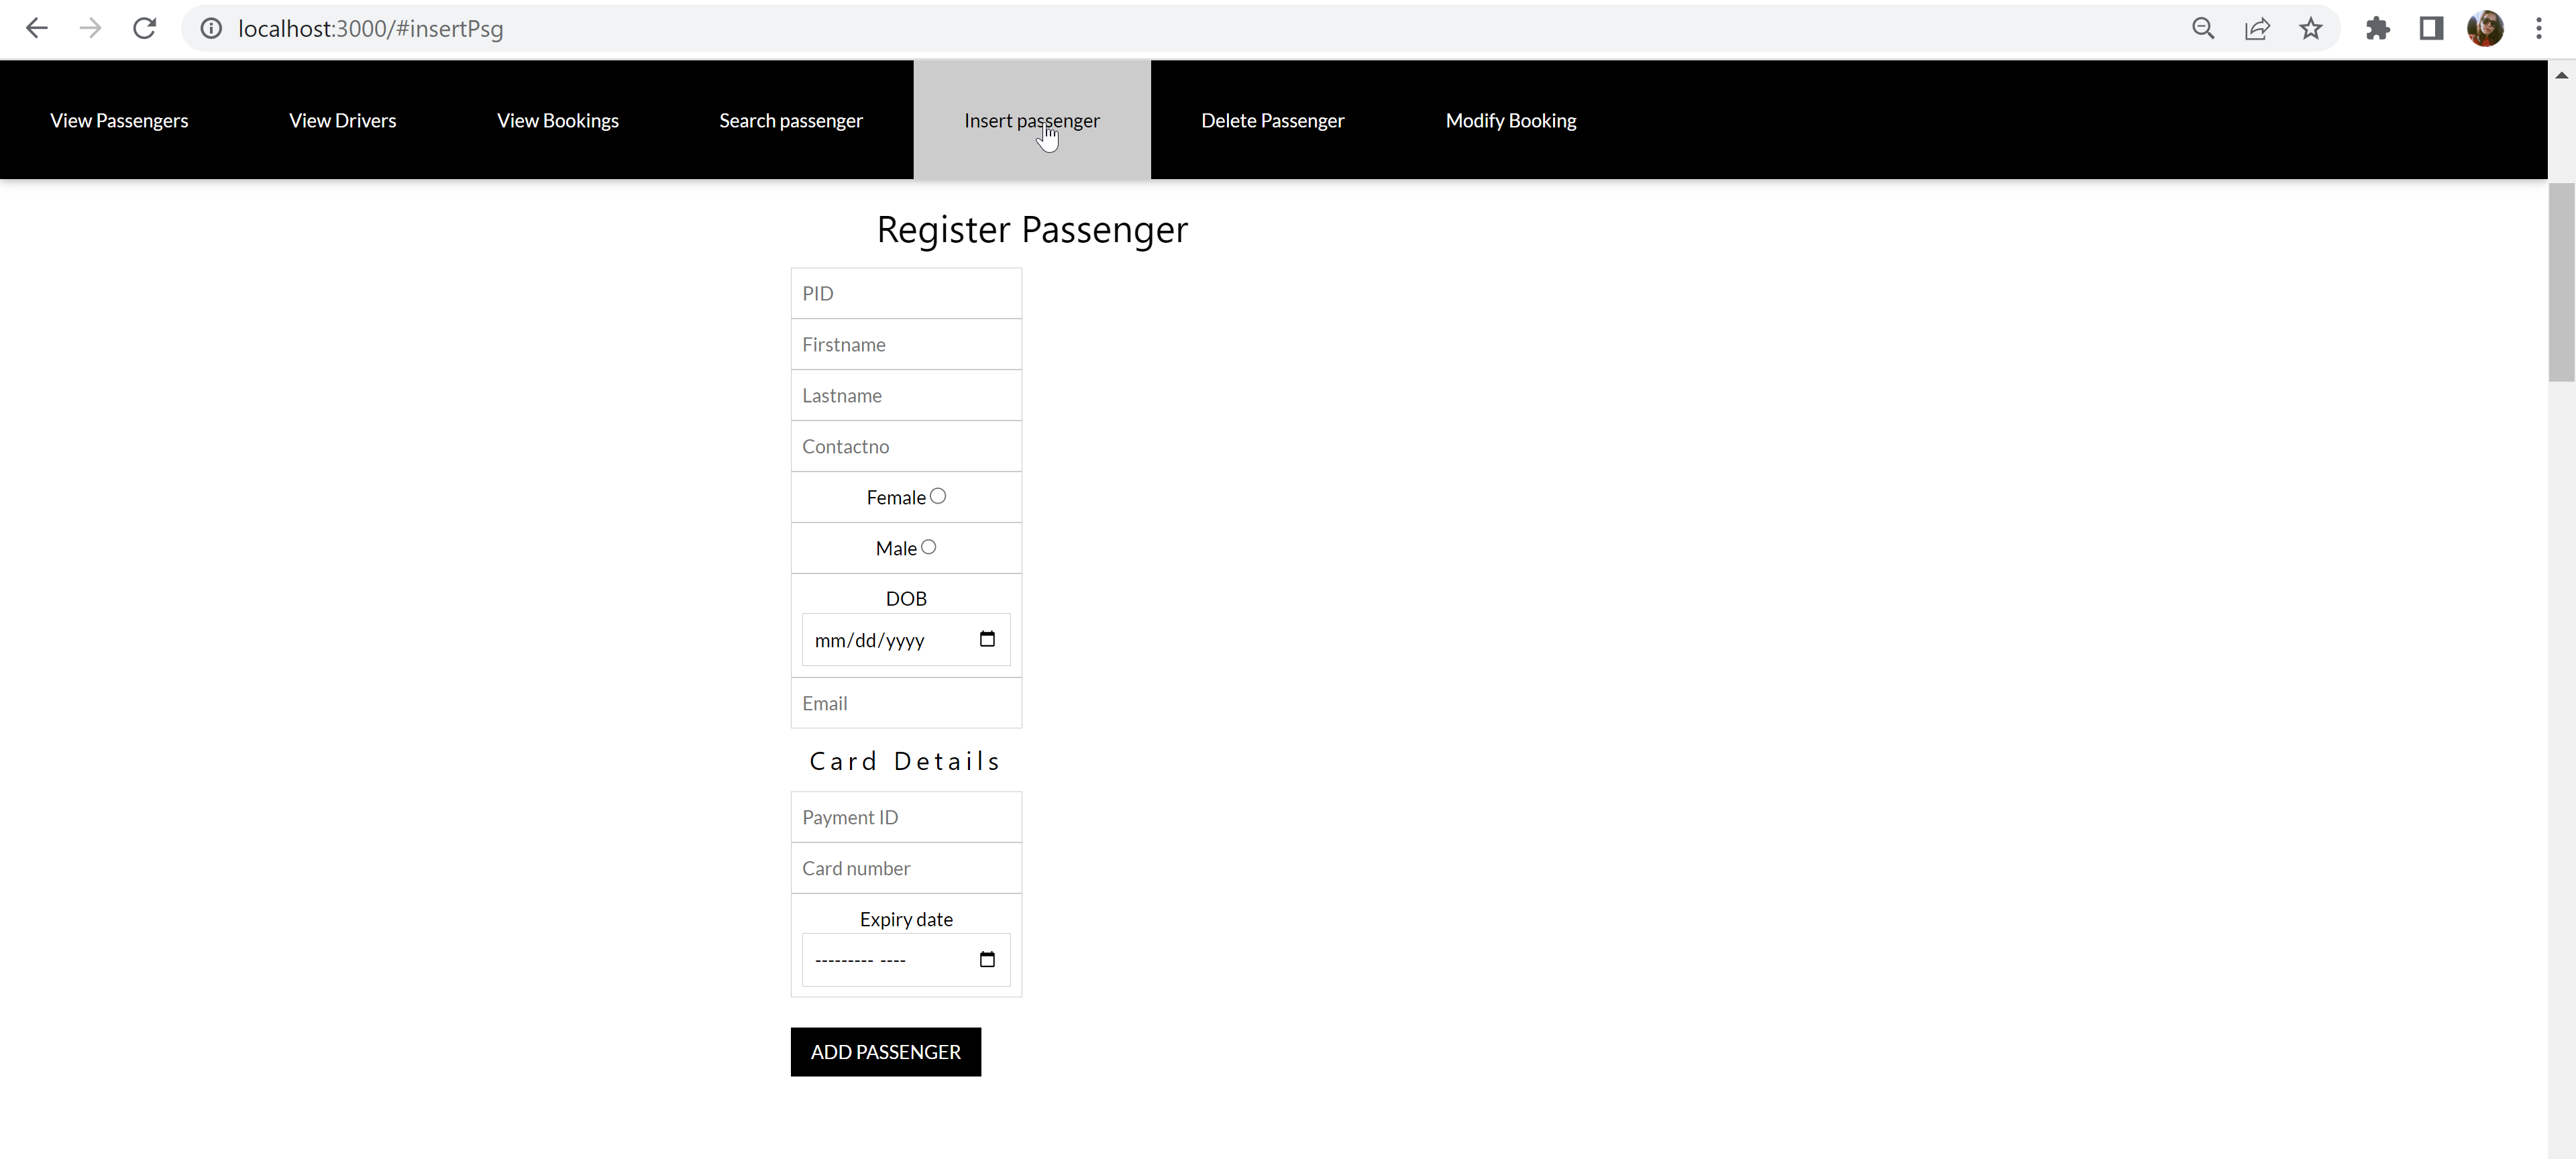 localhost:3000/#insertPsg
View Passengers View Drivers View Bookings Search passenger Insert passenger Delete Passenger Modify Booking
Register Passenger
PID
Firstname
Lastname
Contactno
Female
Male
DOB
mm/dd/yyyy
Email
Card Details
Payment ID
Card number
Expiry date
--------- ----
ADD PASSENGER